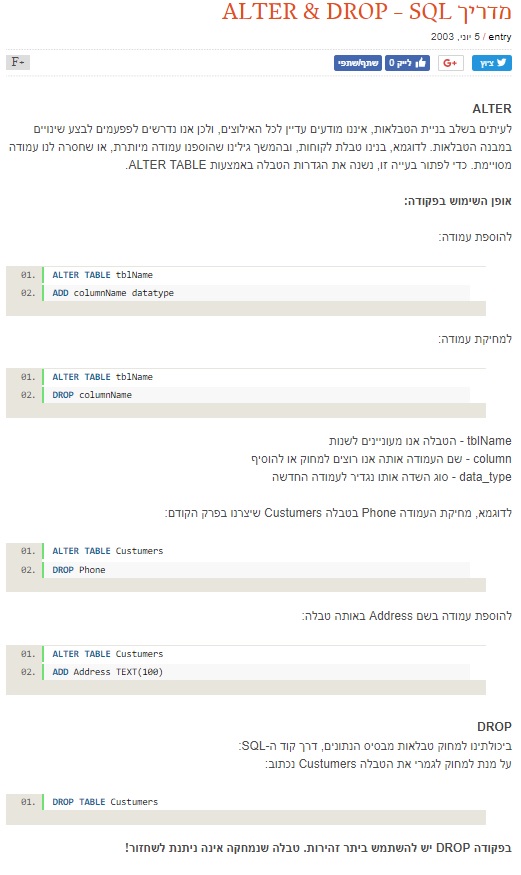 מדריך ALTER & DROP – SQL
entry / 5 יוני, 2003
צייץ
G+
לייק 0
שתף/שתפי
F+
ALTER
לעיתים בשלב בניית הטבלאות, איננו מודעים עדיין לכל האילוצים, ולכן אנו נדרשים לפפעמים לבצע שינויים
במבנה הטבלאות. לדוגמא, בנינו טבלת לקוחות, ובהמשך גילינו שהוספנו עמודה מיותרת, או שחסרה לנו עמודה
מסויימת. כדי לפתור בעייה זו, נשנה את הגדרות הטבלה באמצעות ALTER TABLE.
אופן השימוש בפקודה:
להוספת עמודה:
01. ALTER TABLE tblName
02. ADD columnName datatype
למחיקת עמודה:
01. ALTER TABLE tblName
02. DROP columnName
tblName - הטבלה אנו מעוניינים לשנות
column - שם העמודה אותה אנו רוצים למחוק או להוסיף
data_type - סוג השדה אותו נגדיר לעמודה החדשה
לדוגמא, מחיקת העמודה Phone בטבלה Custumers שיצרנו בפרק הקודם:
01. ALTER TABLE Custumers
02. DROP Phone
להוספת עמודה בשם Address באותה טבלה:
01. ALTER TABLE Custumers
02. ADD Address TEXT(100)
DROP
ביכולתינו למחוק טבלאות מבסיס הנתונים, דרך קוד ה-SQL:
על מנת למחוק לגמרי את הטבלה Custumers נכתוב:
01. DROP TABLE Custumers
בפקודה DROP יש להשתמש ביתר זהירות. טבלה שנמחקה אינה ניתנת לשחזור!